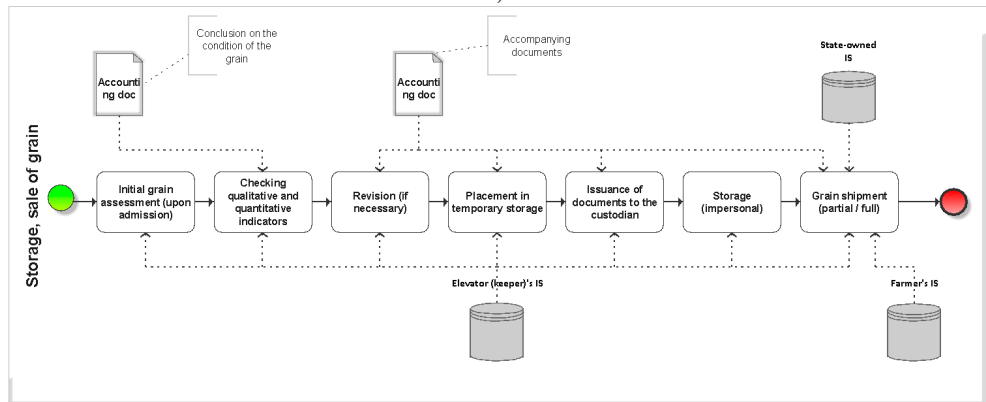 Conclusion on the
condition of the
grain
Accounti
ng doc
Accompanying
documents
Accounti
ng doc
State-owned
IS
Storage, sale of grain
Initial grain
assessment (upon
admission)
Checking
qualitative and
quantitative
indicators
Revision (if
necessary)
Placement in
temporary storage
Issuance of
documents to the
custodian
Storage
(impersonal)
Grain shipment
(partial / full)
Elevator (keeper)'s IS
Farmer's IS